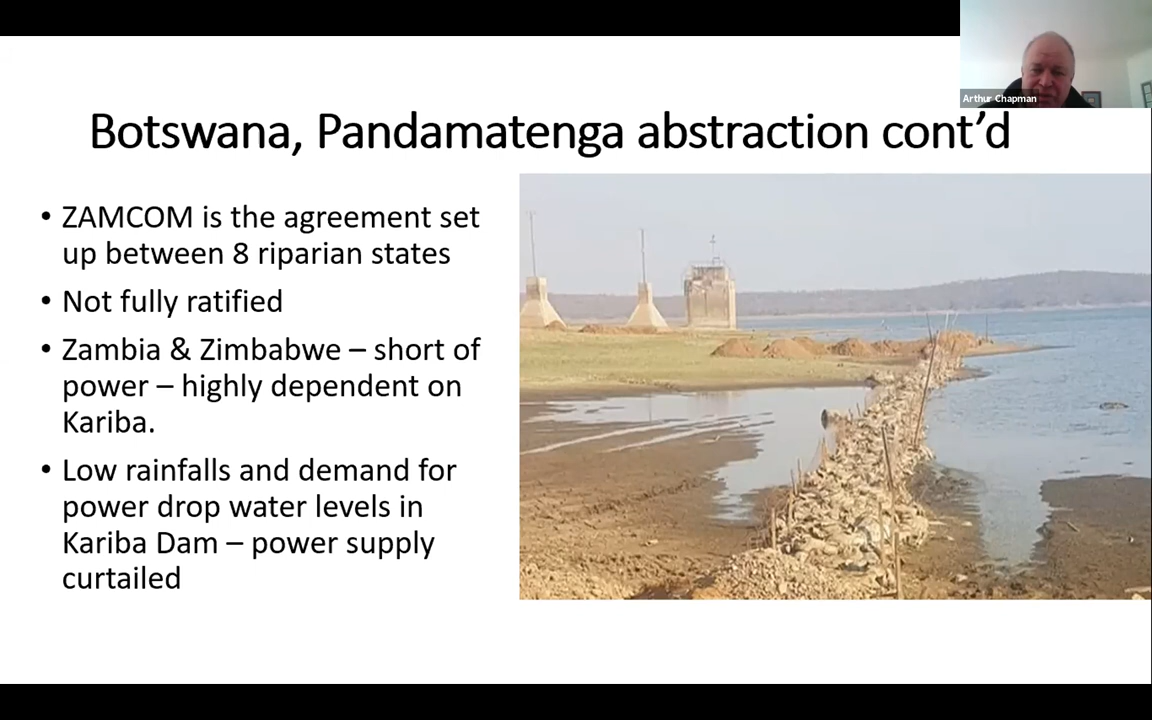 Arthur Chapman
Botswana, Pandamatenga abstraction cont’d
• ZAMCOM is the agreement set
up between 8 riparian states
• Not fully ratified
• Zambia & Zimbabwe – short of
power – highly dependent on
Kariba.
• Low rainfalls and demand for
power drop water levels in
Kariba Dam – power supply
curtailed